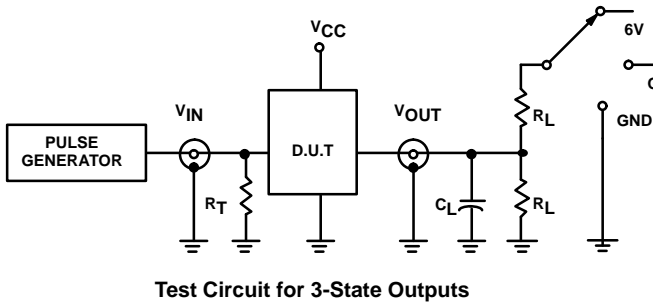 6V
VCC
VIN
VOUT
RL
GND
PULSE
GENERATOR
D.U.T
RT
CL
RL
Test Circuit for 3-State Outputs